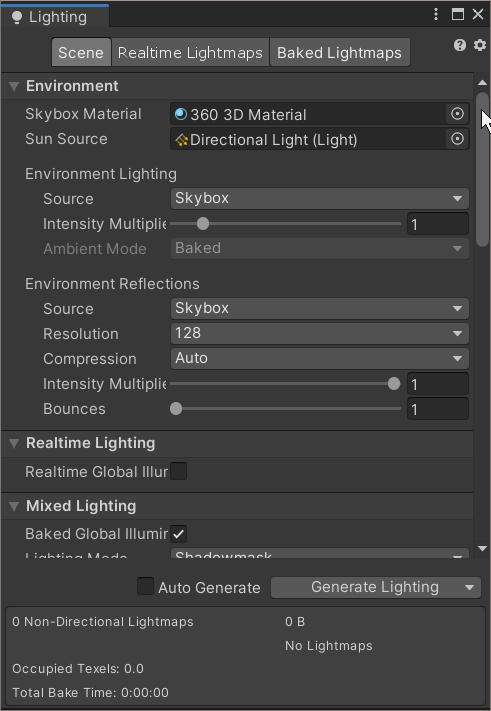 Lighting
Scene Realtime Lightmaps Baked Lightmaps
Environment
Skybox Material 360 3D Material
Sun Source Directional Light (Light)
Environment Lighting
Source Skybox
Intensity Multiplie 1
Ambient Mode Baked
Environment Reflections
Source Skybox
Resolution 128
Compression Auto
Intensity Multiplie 1
Bounces 1
Realtime Lighting
Realtime Global Illur
Mixed Lighting
Baked Global Illumin
Lighting Mode Shadowmask
Auto Generate Generate Lighting
0 Non-Directional Lightmaps 0 B
No Lightmaps
Occupied Texels: 0.0
Total Bake Time: 0:00:00